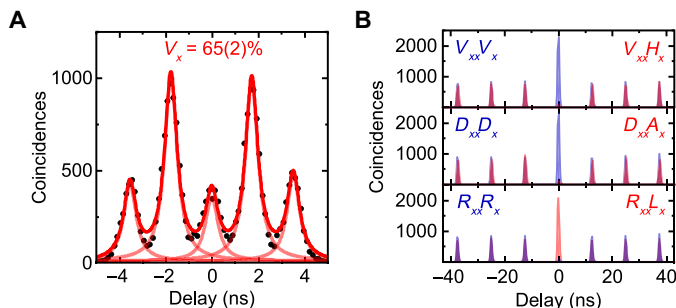 A
V_x = 65(2)%
Coincidences
1000
500
0
−4 −2 0 2 4
Delay (ns)
B
V_xxV_x V_xxH_x
2000
1000
D_xxD_x D_xxA_x
Coincidences
2000
1000
R_xxR_x R_xxL_x
2000
1000
−40 −20 0 20 40
Delay (ns)